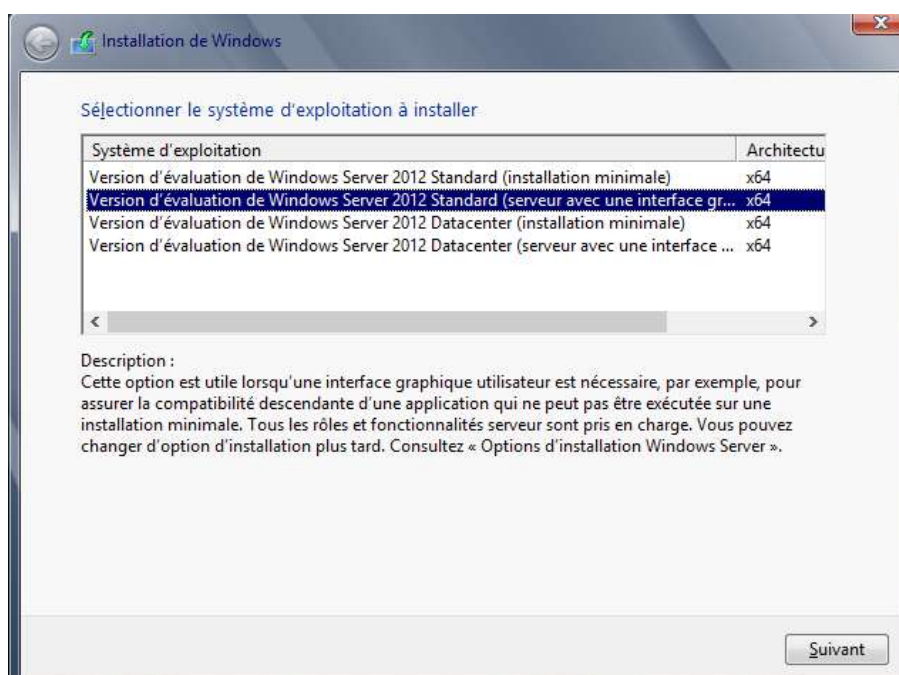 Installation de Windows
Sélectionner le système d'exploitation à installer
Système d'exploitation Architectu
Version d'évaluation de Windows Server 2012 Standard (installation minimale) x64
Version d'évaluation de Windows Server 2012 Standard (serveur avec une interface gr... x64
Version d'évaluation de Windows Server 2012 Datacenter (installation minimale) x64
Version d'évaluation de Windows Server 2012 Datacenter (serveur avec une interface ... x64
Description :
Cette option est utile lorsqu'une interface graphique utilisateur est nécessaire, par exemple, pour
assurer la compatibilité descendante d'une application qui ne peut pas être exécutée sur une
installation minimale. Tous les rôles et fonctionnalités serveur sont pris en charge. Vous pouvez
changer d'option d'installation plus tard. Consultez « Options d'installation Windows Server ».
Suivant